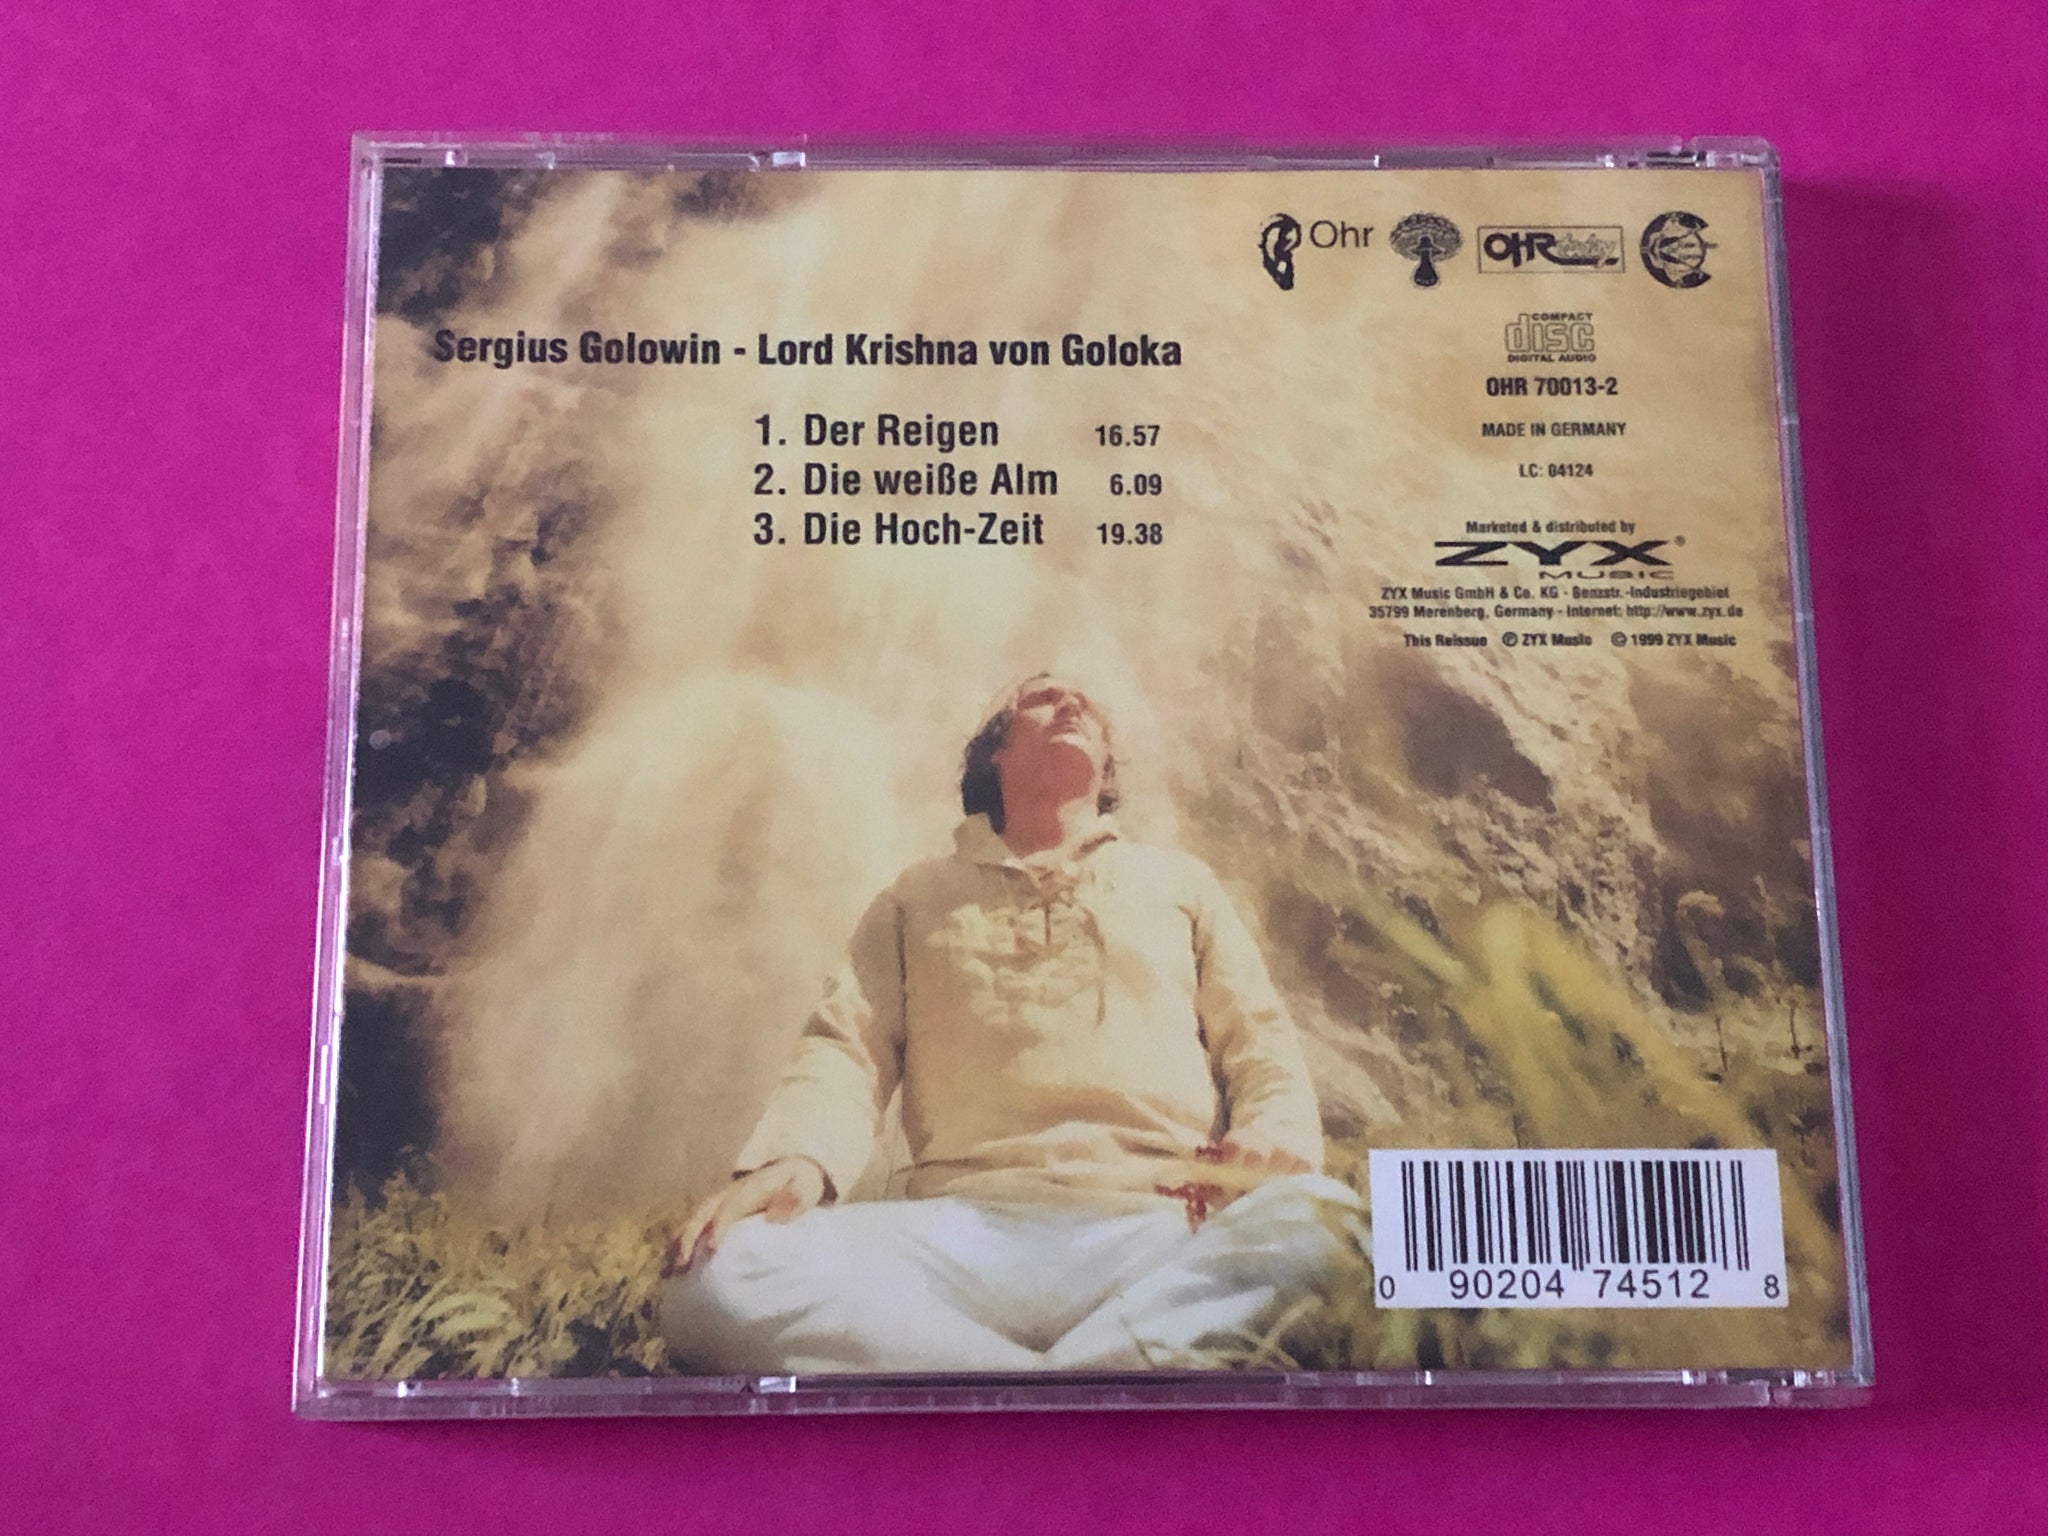 Ohr
OHR today
Sergius Golowin - Lord Krishna von Goloka
1. Der Reigen 16.57
2. Die weiße Alm 6.09
3. Die Hoch-Zeit 19.38
COMPACT
disc
DIGITAL AUDIO
OHR 70013-2
MADE IN GERMANY
LC: 04124
Marketed & distributed by
ZYX®
MUSIC
ZYX Music GmbH & Co. KG - Benzstr.-Industriegebiet
35799 Merenberg, Germany - Internet: http://www.zyx.de
This Reissue ℗ ZYX Music © 1999 ZYX Music
0 90204 74512 8